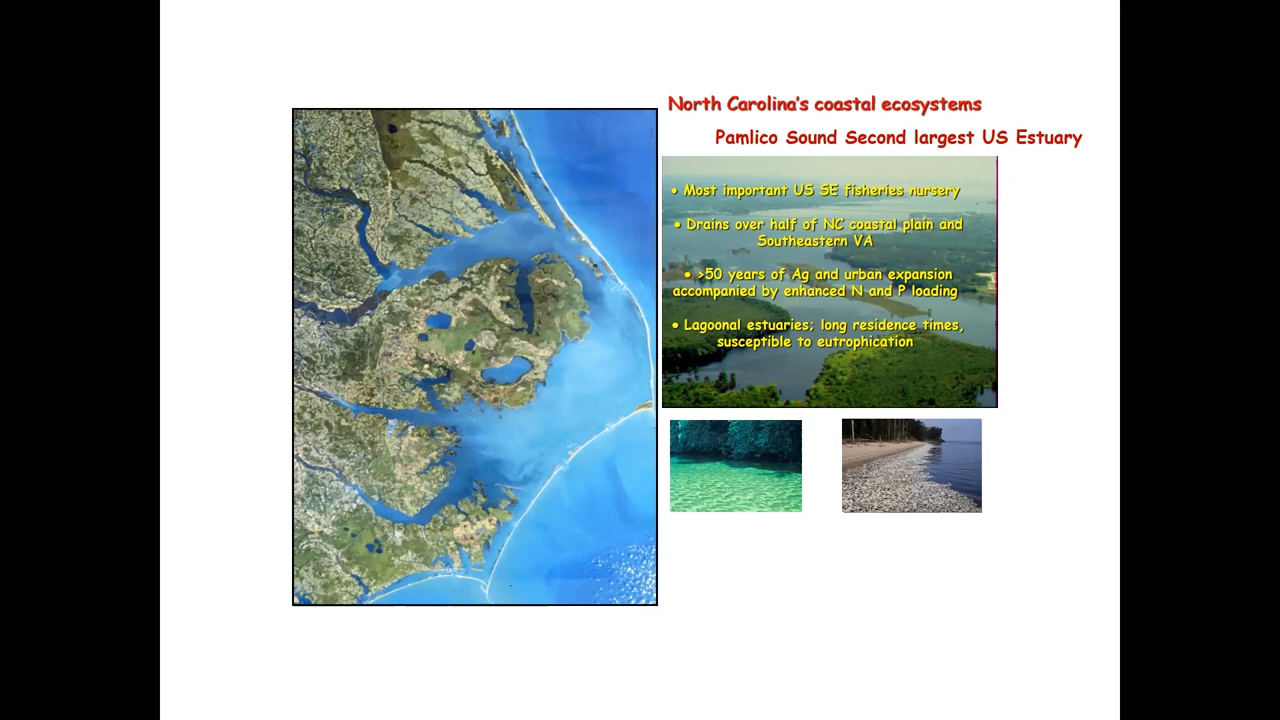 North Carolina's coastal ecosystems
Pamlico Sound Second largest US Estuary
• Most important US SE fisheries nursery
• Drains over half of NC coastal plain and
Southeastern VA
• >50 years of Ag and urban expansion
accompanied by enhanced N and P loading
• Lagoonal estuaries; long residence times,
susceptible to eutrophication